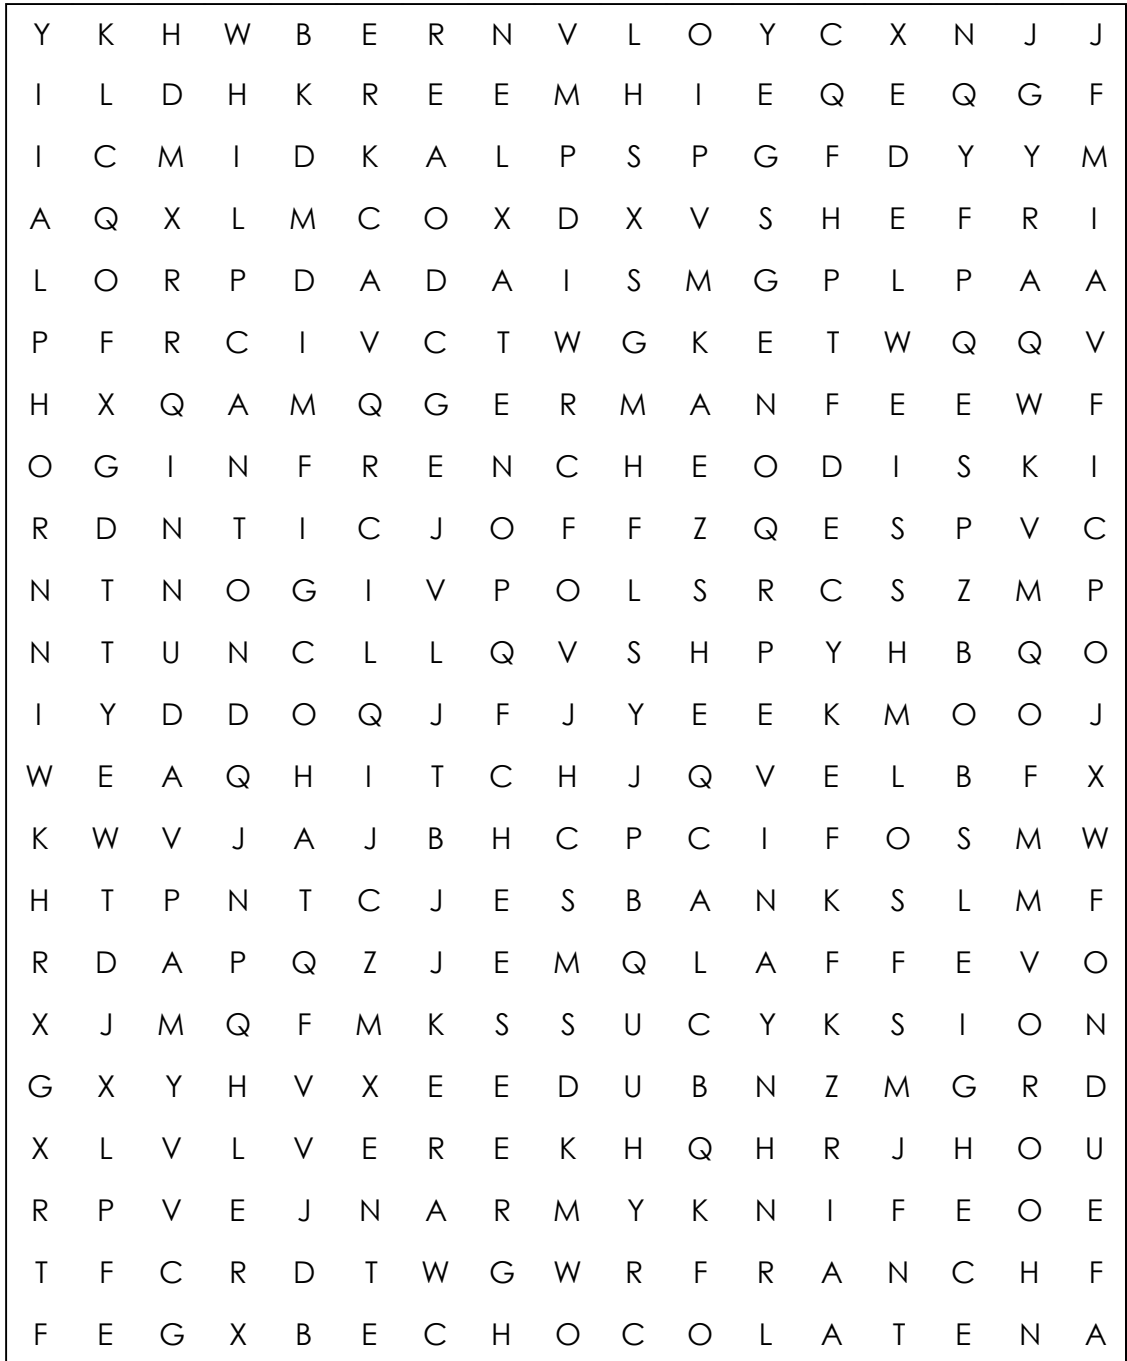 Y K H W B E R N V L O Y C X N J J
I L D H K R E E M H I E Q E Q G F
I C M I D K A L P S P G F D Y Y M
A Q X L M C O X D X V S H E F R I
L O R P D A D A I S M G P L P A A
P F R C I V C T W G K E T W Q Q V
H X Q A M Q G E R M A N F E E W F
O G I N F R E N C H E O D I S K I
R D N T I C J O F F Z Q E S P V C
N T N O G I V P O L S R C S Z M P
N T U N C L L Q V S H P Y H B Q O
I Y D D O Q J F J Y E E K M O O J
W E A Q H I T C H J Q V E L B F X
K W V J A J B H C P C I F O S M W
H T P N T C J E S B A N K S L M F
R D A P Q Z J E M Q L A F F E V O
X J M Q F M K S S U C Y K S I O N
G X Y H V X E E D U B N Z M G R D
X L V L V E R E K H Q H R J H O U
R P V E J N A R M Y K N I F E O E
T F C R D T W G W R F R A N C H F
F E G X B E C H O C O L A T E N A